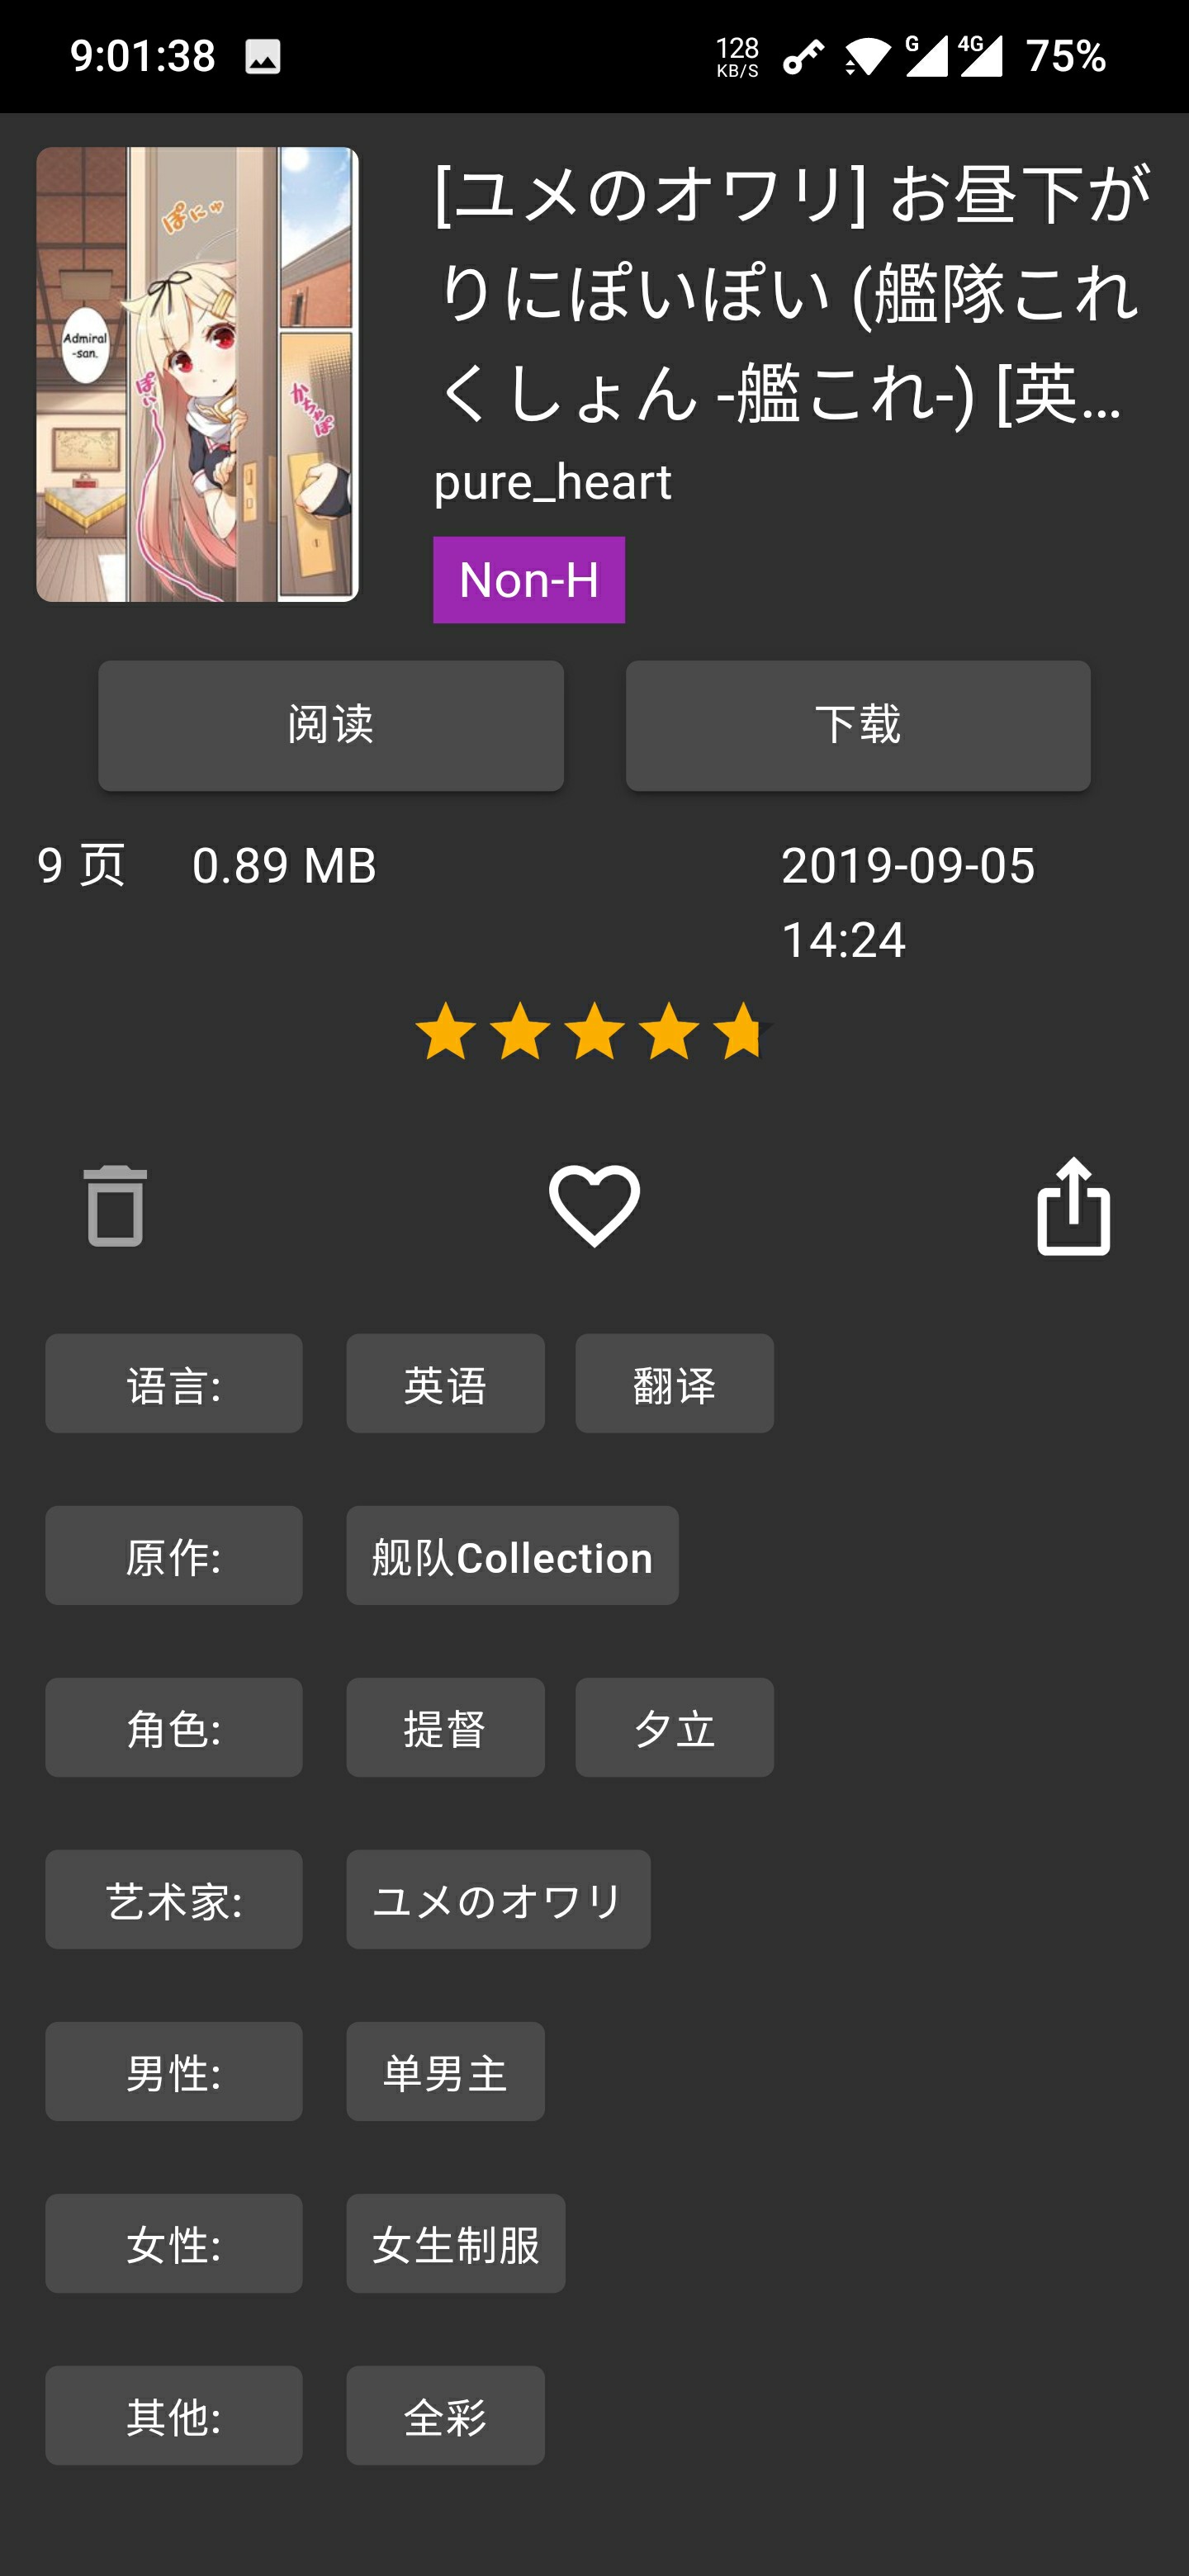 9:01:38
128
KB/S
G
4G
75%
ぽにゅ
Admiral
-san.
ぽぃ～
かちゃぽ
[ユメのオワリ] お昼下が
りにぽいぽい (艦隊これ
くしょん -艦これ-) [英...
pure_heart
Non-H
阅读
下载
9 页 0.89 MB
2019-09-05
14:24
语言: 英语 翻译
原作: 舰队Collection
角色: 提督 夕立
艺术家: ユメのオワリ
男性: 单男主
女性: 女生制服
其他: 全彩